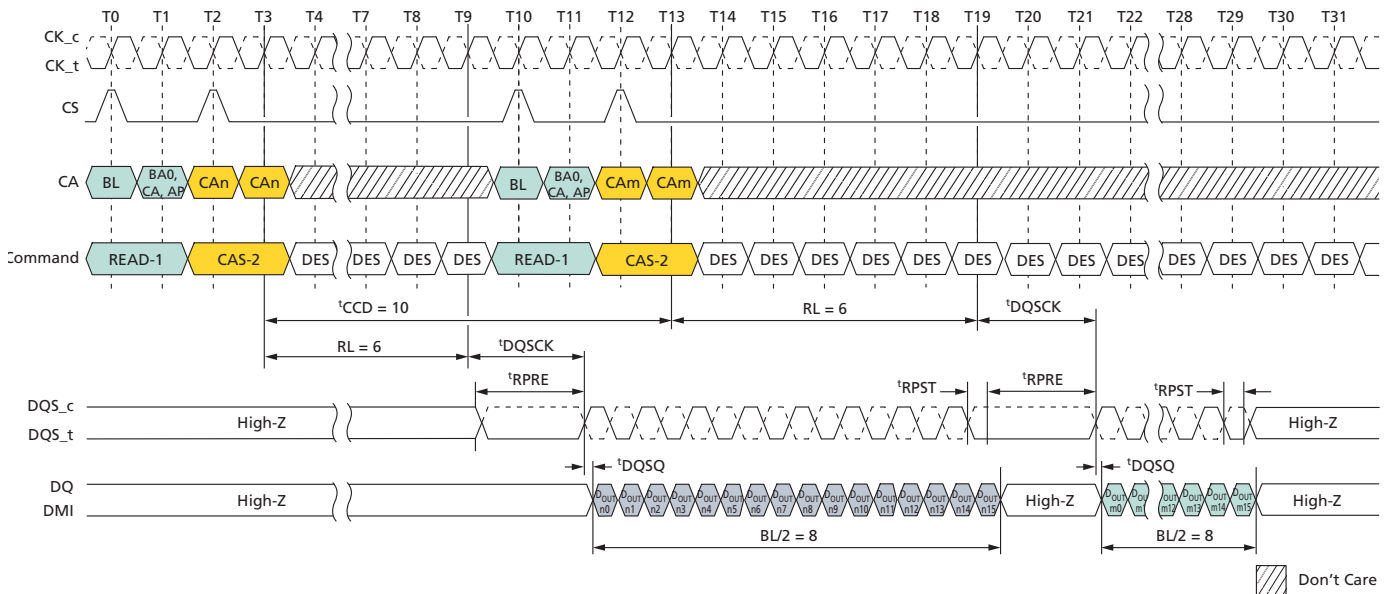 T0 T1 T2 T3 T4 T7 T8 T9 T10 T11 T12 T13 T14 T15 T16 T17 T18 T19 T20 T21 T22 T28 T29 T30 T31
CK_c
CK_t
CS
CA BL BA0, CA, AP CAn CAn BL BA0, CA, AP CAm CAm
Command READ-1 CAS-2 DES DES DES DES READ-1 CAS-2 DES DES DES DES DES DES DES DES DES DES DES DES DES
tCCD = 10 RL = 6 tDQSCK
RL = 6 tDQSCK
tRPRE tRPST tRPRE tRPST
DQS_c
DQS_t
High-Z High-Z
tDQSQ tDQSQ
DQ
DMI
High-Z DOUT n0 DOUT n1 DOUT n2 DOUT n3 DOUT n4 DOUT n5 DOUT n6 DOUT n7 DOUT n8 DOUT n9 DOUT n10 DOUT n11 DOUT n12 DOUT n13 DOUT n14 DOUT n15 High-Z DOUT m0 DOUT m12 DOUT m13 DOUT m14 DOUT m15 High-Z
BL/2 = 8 BL/2 = 8
Don't Care